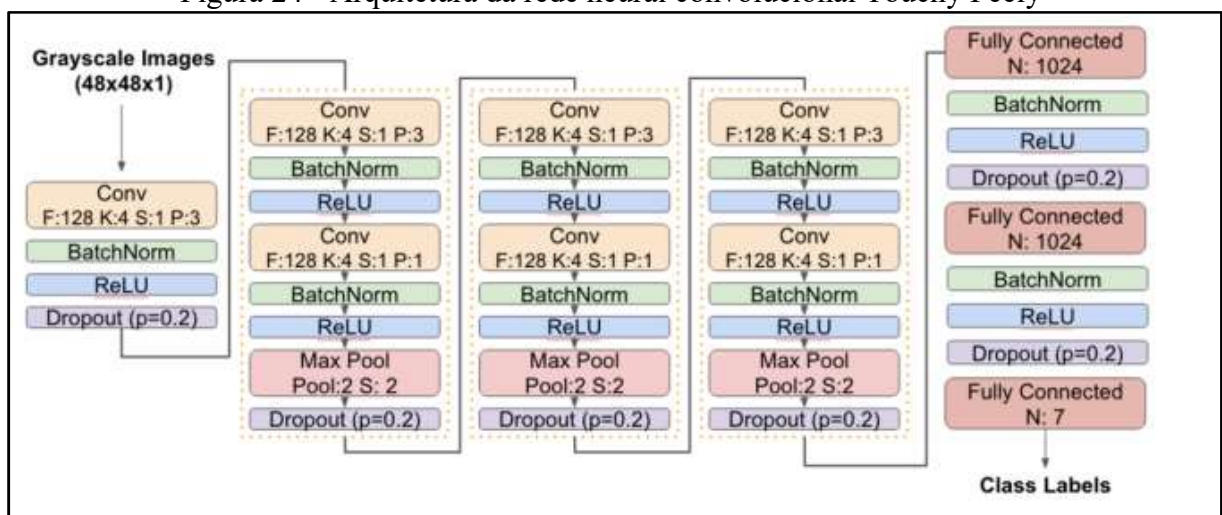 Figura 24 - Arquitetura da rede neural convolucional Touchy Feely
Grayscale Images
(48x48x1)
Conv
F:128 K:4 S:1 P:3
BatchNorm
ReLU
Dropout (p=0.2)
Conv
F:128 K:4 S:1 P:3
BatchNorm
ReLU
Conv
F:128 K:4 S:1 P:1
BatchNorm
ReLU
Max Pool
Pool:2 S: 2
Dropout (p=0.2)
Conv
F:128 K:4 S:1 P:3
BatchNorm
ReLU
Conv
F:128 K:4 S:1 P:1
BatchNorm
ReLU
Max Pool
Pool:2 S:2
Dropout (p=0.2)
Conv
F:128 K:4 S:1 P:3
BatchNorm
ReLU
Conv
F:128 K:4 S:1 P:1
BatchNorm
ReLU
Max Pool
Pool:2 S:2
Dropout (p=0.2)
Fully Connected
N: 1024
BatchNorm
ReLU
Dropout (p=0.2)
Fully Connected
N: 1024
BatchNorm
ReLU
Dropout (p=0.2)
Fully Connected
N: 7
Class Labels